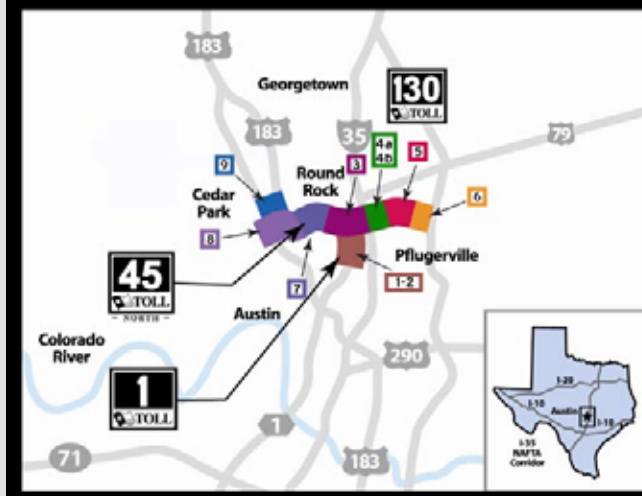 183
Georgetown
130
TOLL
183
35
4a
4b
5
79
9
Round
Rock
3
6
Cedar
Park
8
45
TOLL
NORTH
7
Pflugerville
1-2
Austin
Colorado
River
290
1
TOLL
1
71
183
I-20
I-10
Austin
I-10
I-35
NAFTA
Corridor